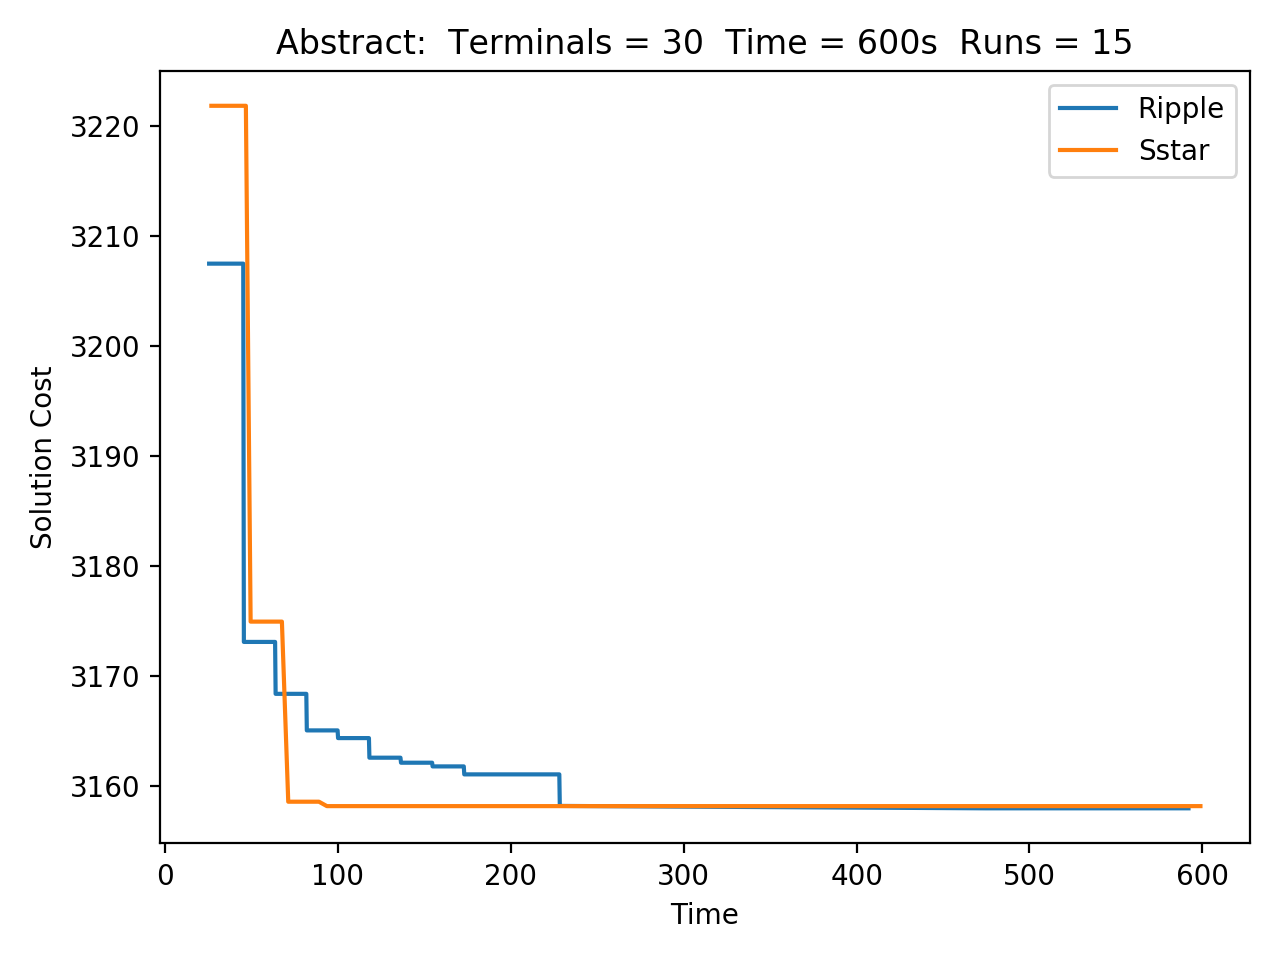 Abstract:  Terminals = 30  Time = 600s  Runs = 15
Ripple
Sstar
3220
3210
3200
3190
3180
3170
3160
Solution Cost
0 100 200 300 400 500 600
Time